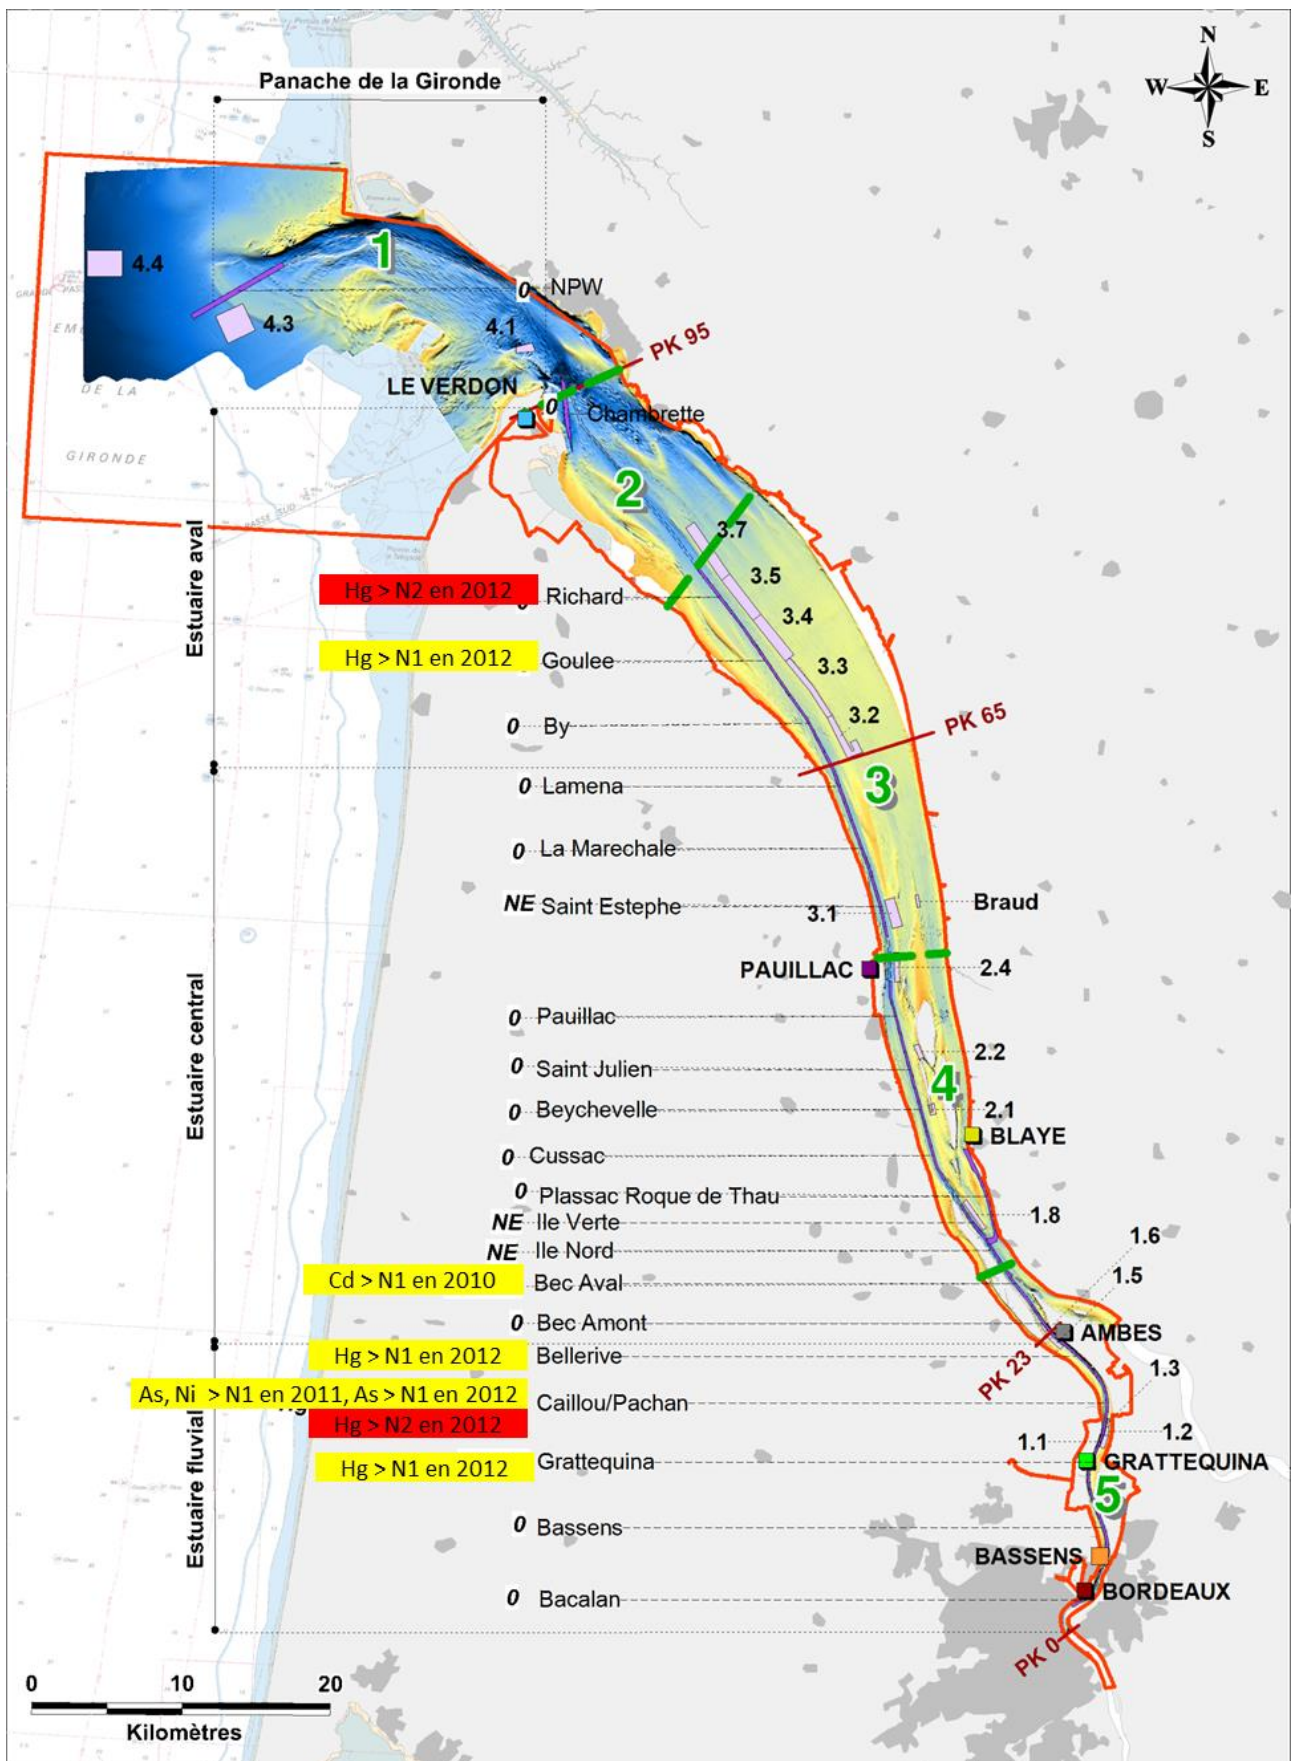 N
W E
S
Panache de la Gironde
1
4.4
4.3
0 NPW
4.1
PK 95
LE VERDON
0
Chambrette
DE LA
GIRONDE
PASSE SUD
2
Estuaire aval
3.7
Hg > N2 en 2012
Richard
3.5
3.4
Hg > N1 en 2012
Goulee
3.3
3.2
0 By
PK 65
0 Lamena
3
0 La Marechale
NE Saint Estephe
3.1
Braud
PAUILLAC
2.4
Estuaire central
0 Pauillac
2.2
0 Saint Julien
4
0 Beychevelle
2.1
BLAYE
0 Cussac
0 Plassac Roque de Thau
1.8
NE Ile Verte
1.6
NE Ile Nord
1.5
Cd > N1 en 2010
Bec Aval
0 Bec Amont
AMBES
Hg > N1 en 2012
Bellerive
PK 23
1.3
As, Ni > N1 en 2011, As > N1 en 2012
Caillou/Pachan
Hg > N2 en 2012
1.2
1.1
Estuaire fluvial
Hg > N1 en 2012
Grattequina
GRATTEQUINA
5
0 Bassens
BASSENS
0 Bacalan
BORDEAUX
PK 0
0 10 20
Kilomètres